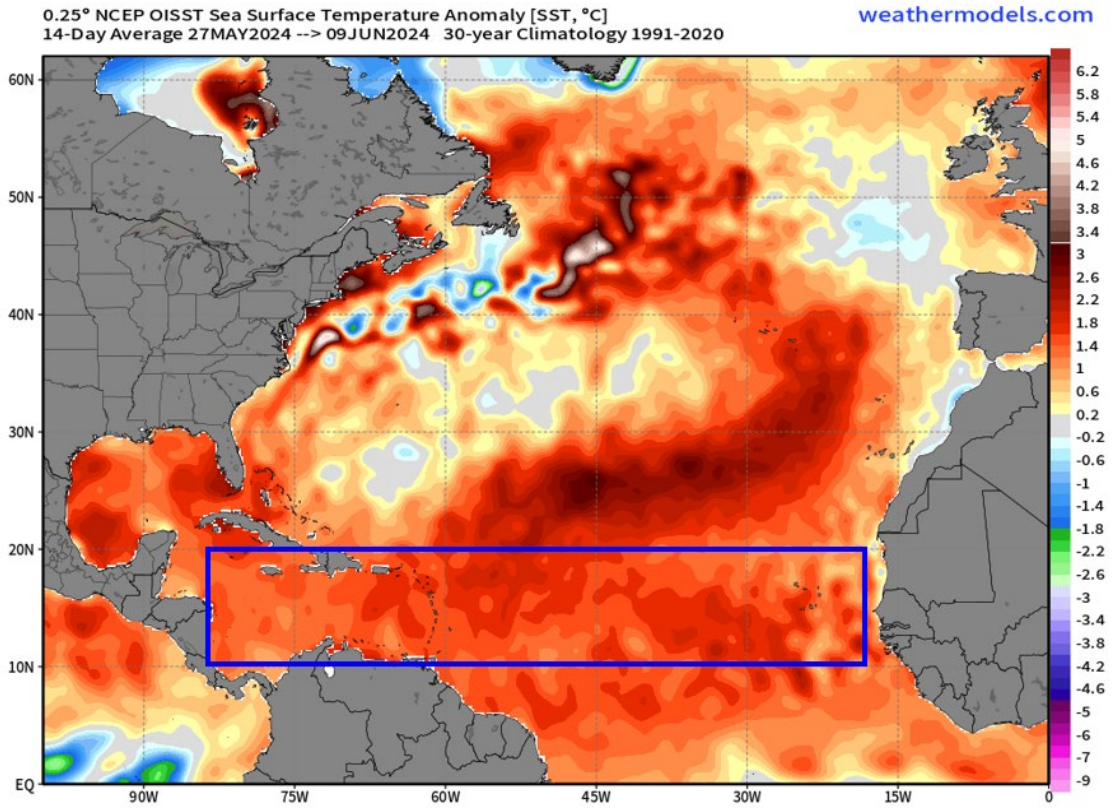 0.25° NCEP OISST Sea Surface Temperature Anomaly [SST, °C]
weathermodels.com
14-Day Average 27MAY2024 --> 09JUN2024 30-year Climatology 1991-2020
60N
50N
40N
30N
20N
10N
EQ
90W
75W
60W
45W
30W
15W
0
6.2
5.8
5.4
5
4.6
4.2
3.8
3.4
3
2.6
2.2
1.8
1.4
1
0.6
0.2
-0.2
-0.6
-1
-1.4
-1.8
-2.2
-2.6
-3
-3.4
-3.8
-4.2
-4.6
-5
-6
-7
-9